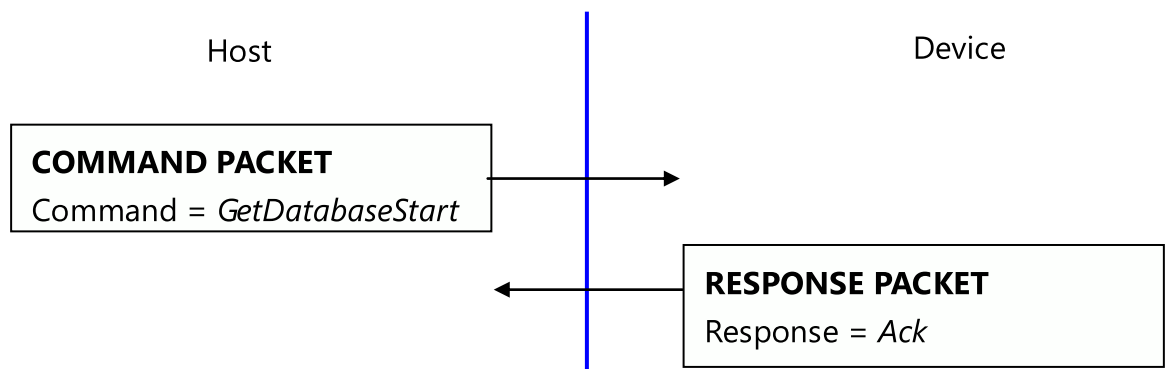 Host
Device
COMMAND PACKET
Command = GetDatabaseStart
RESPONSE PACKET
Response = Ack